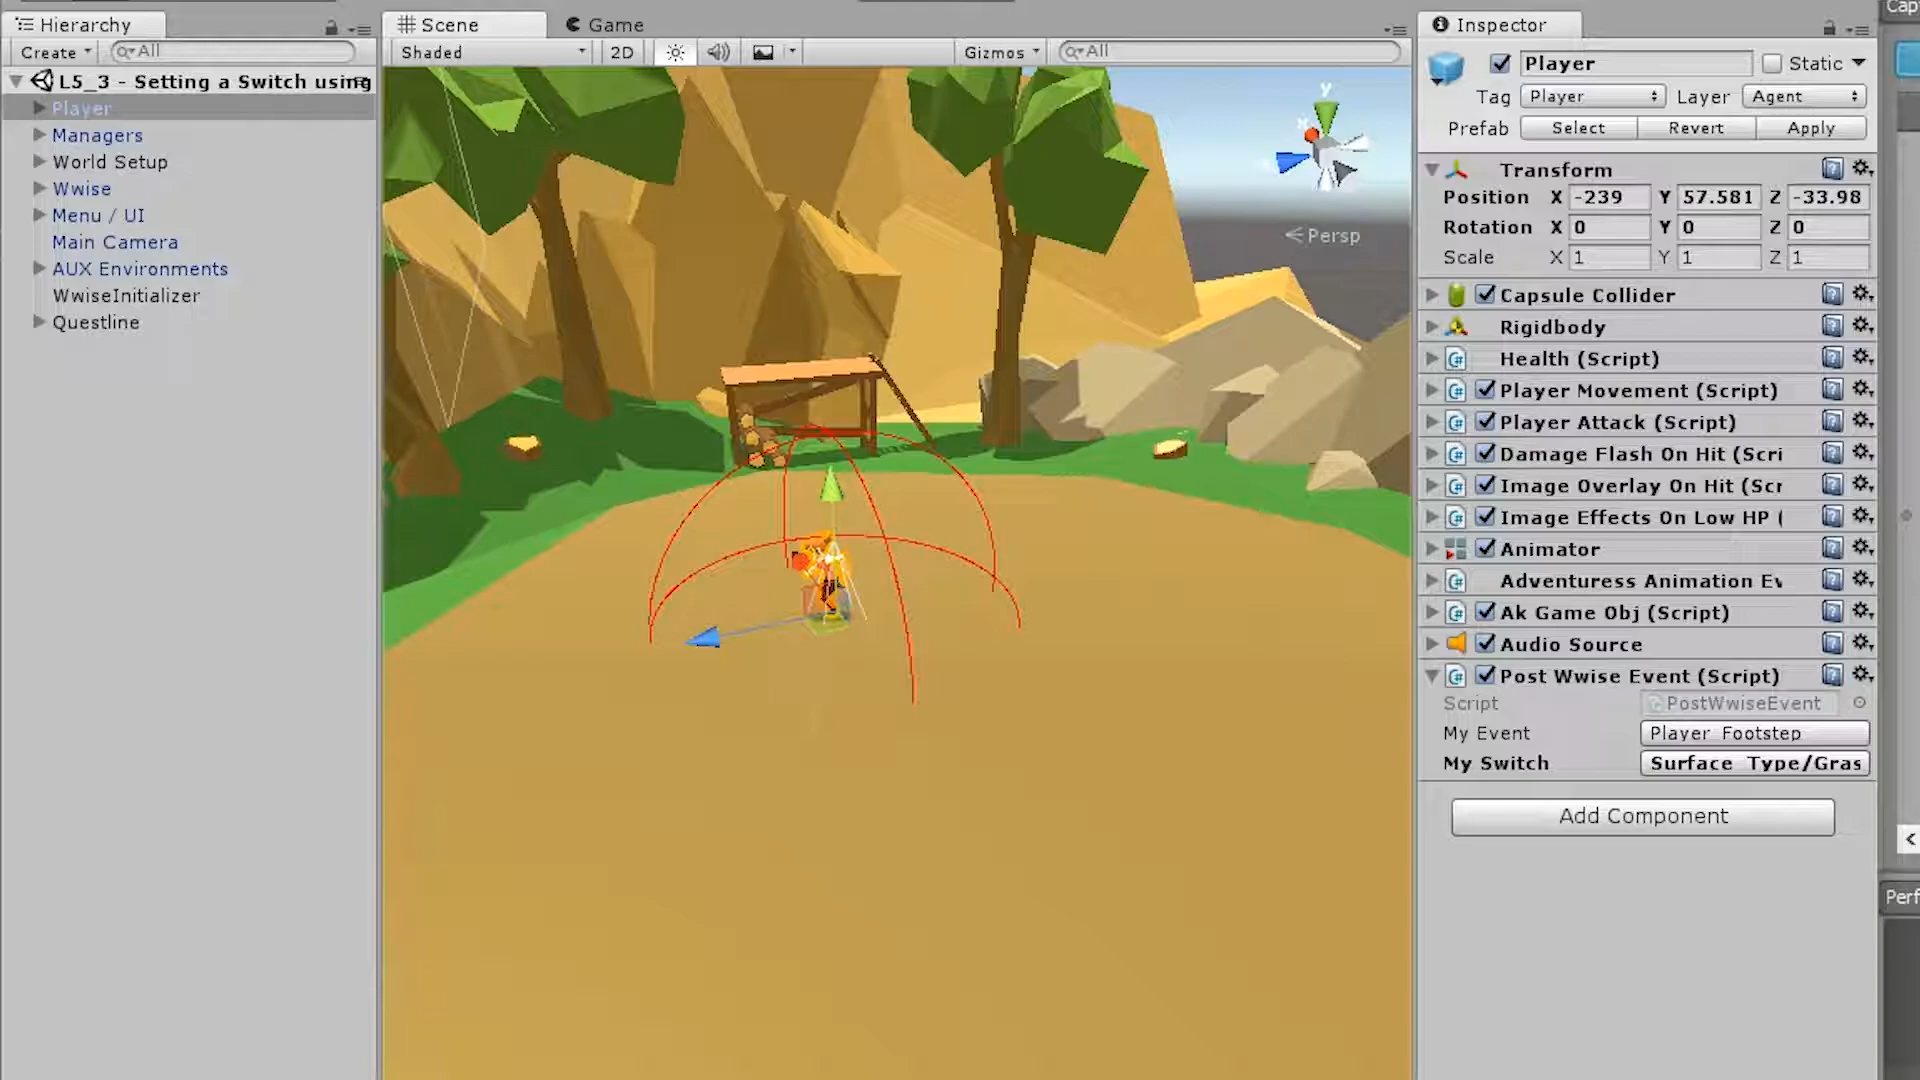 Hierarchy
Create
All
L5_3 - Setting a Switch using
Player
Managers
World Setup
Wwise
Menu / UI
Main Camera
AUX Environments
WwiseInitializer
Questline
Scene
Game
Shaded
2D
Gizmos
All
y
x
Persp
Inspector
Player
Static
Tag
Player
Layer
Agent
Prefab
Select
Revert
Apply
Transform
Position X -239 Y 57.581 Z -33.98
Rotation X 0 Y 0 Z 0
Scale X 1 Y 1 Z 1
Capsule Collider
Rigidbody
Health (Script)
Player Movement (Script)
Player Attack (Script)
Damage Flash On Hit (Scri
Image Overlay On Hit (Scr
Image Effects On Low HP (
Animator
Adventuress Animation Ev
Ak Game Obj (Script)
Audio Source
Post Wwise Event (Script)
Script PostWwiseEvent
My Event Player_Footstep
My Switch Surface_Type/Gras
Add Component
Capt
Perf